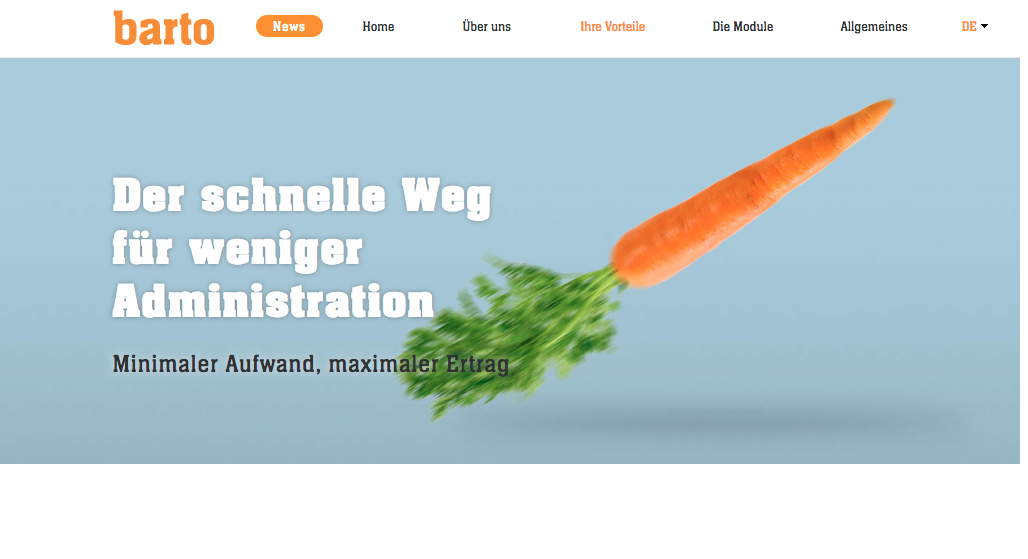 barto
News
Home
Über uns
Ihre Vorteile
Die Module
Allgemeines
DE
Der schnelle Weg
für weniger
Administration
Minimaler Aufwand, maximaler Ertrag